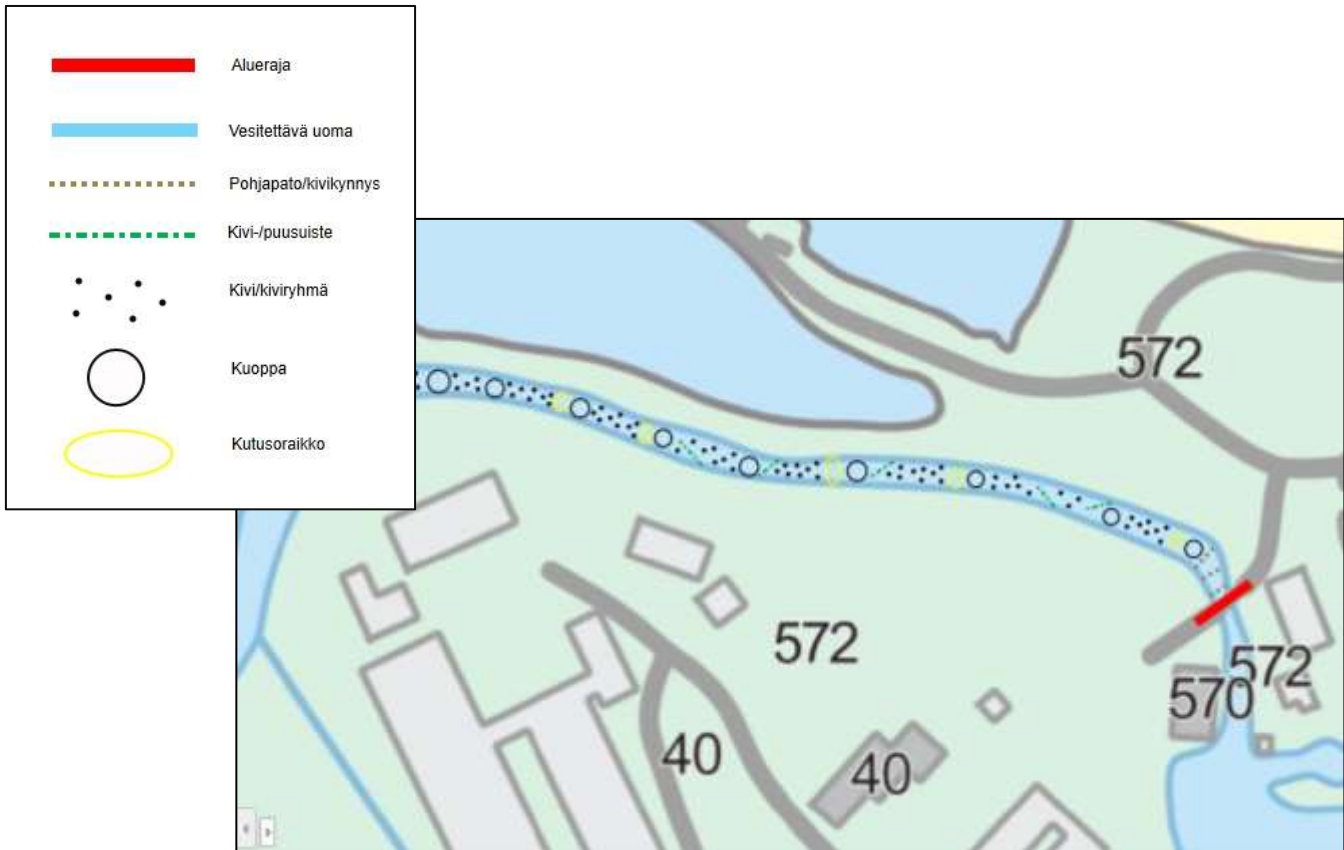 Alueraja
Vesitettävä uoma
Pohjapato/kivikynnys
Kivi-/puusuiste
Kivi/kiviryhmä
Kuoppa
Kutusoraikko
572
572
572
570
40
40